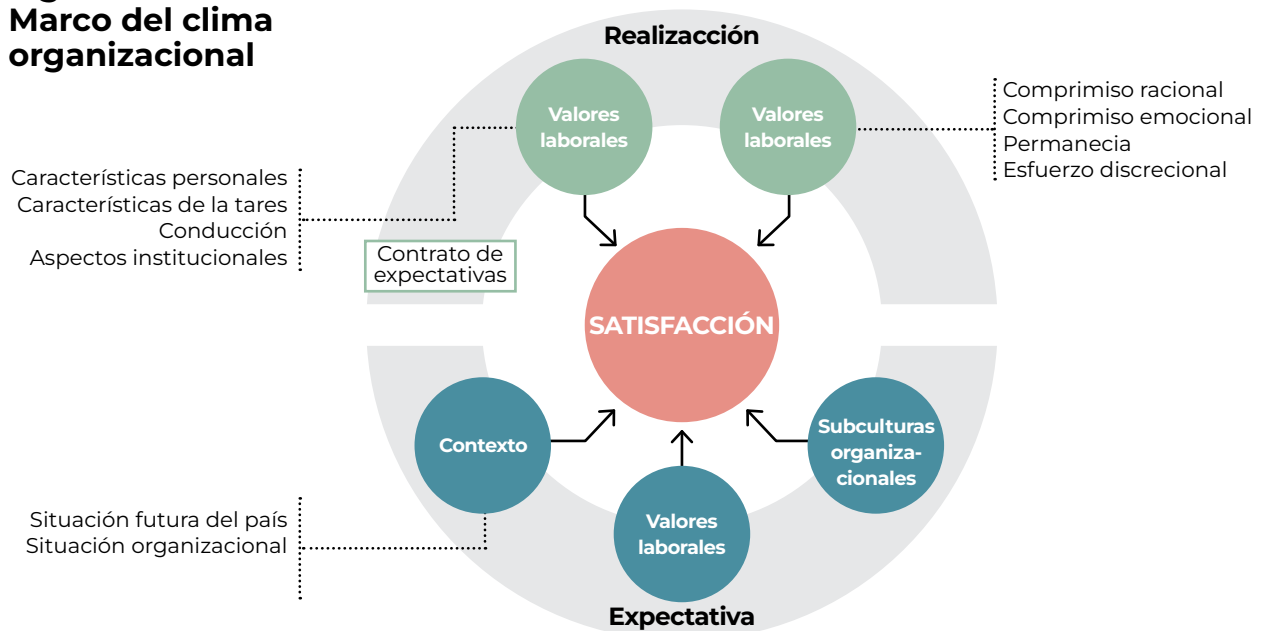 Marco del clima
organizacional
Realizacción
Valores
laborales
Valores
laborales
Comprimiso racional
Comprimiso emocional
Permanecia
Esfuerzo discrecional
Característícas personales
Característícas de la tares
Conducción
Aspectos institucionales
Contrato de
expectativas
SATISFACCIÓN
Contexto
Subculturas
organiza-
cionales
Valores
laborales
Situación futura del país
Situación organizacional
Expectativa